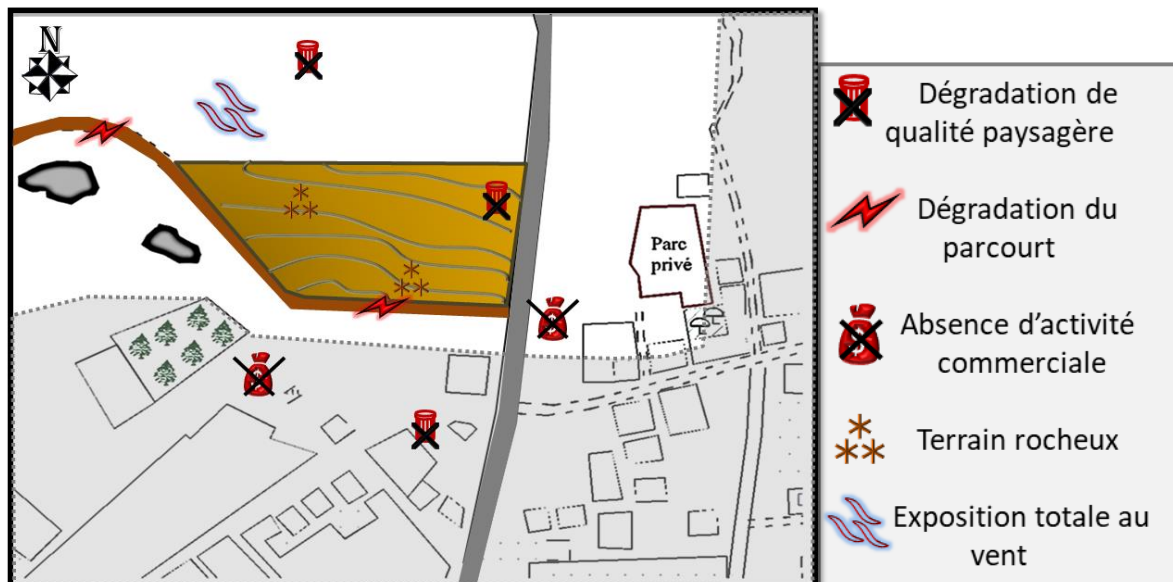 N
Parc
privé
Dégradation de
qualité paysagère
Dégradation du
parcourt
Absence d’activité
commerciale
Terrain rocheux
Exposition totale au
vent